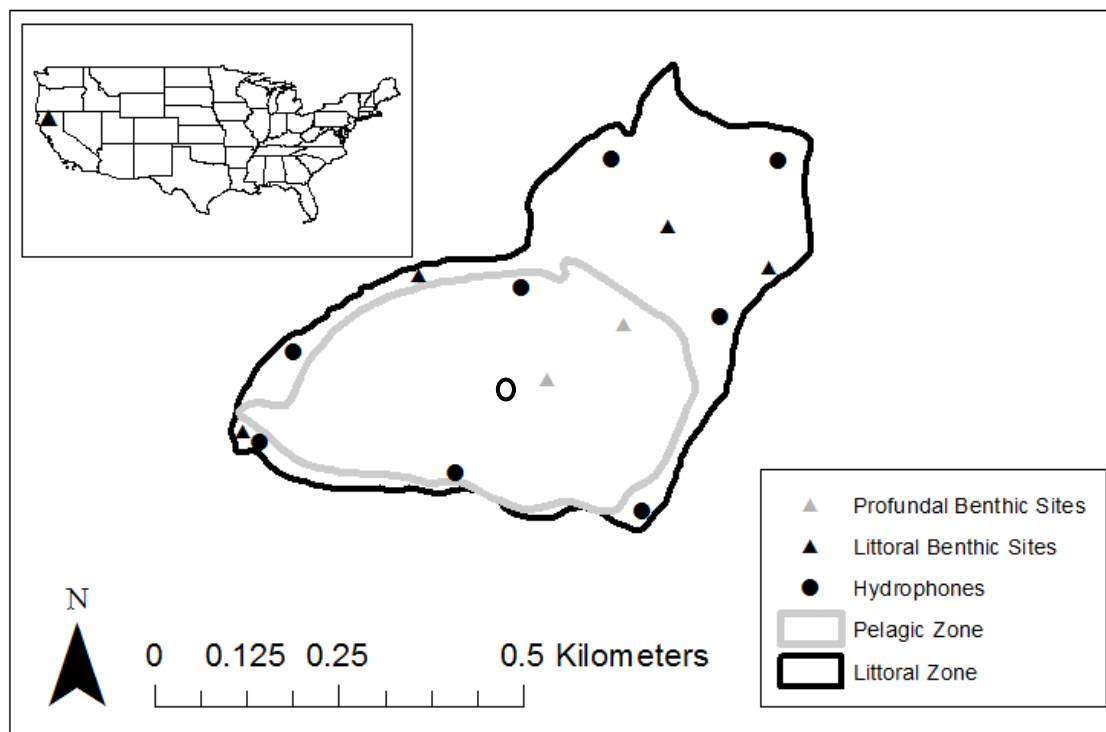 Profundal Benthic Sites
Littoral Benthic Sites
Hydrophones
Pelagic Zone
Littoral Zone
N
0 0.125 0.25 0.5 Kilometers